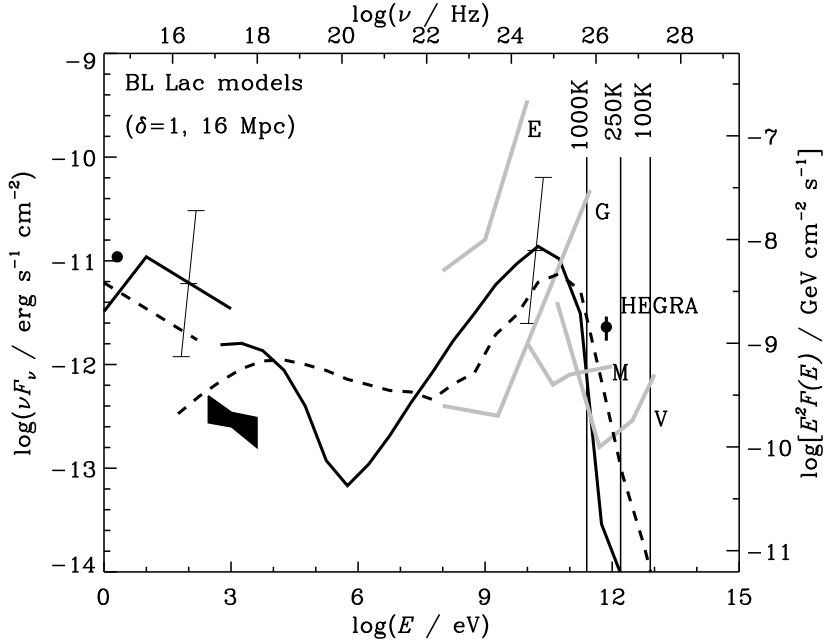 log(ν / Hz)
16 18 20 22 24 26 28
BL Lac models
(δ=1, 16 Mpc)
1000K 250K 100K
E
G
HEGRA
M
V
−9
−10
−11
−12
−13
−14
log(νFν / erg s−1 cm−2)
−7
−8
−9
−10
−11
log[E2F(E) / GeV cm−2 s−1]
0 3 6 9 12 15
log(E / eV)